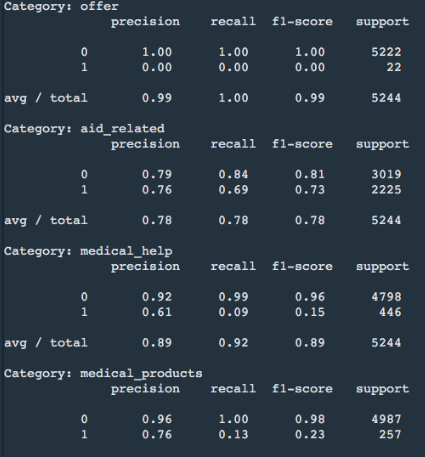 Category: offer
precision recall f1-score support
0 1.00 1.00 1.00 5222
1 0.00 0.00 0.00 22
avg / total 0.99 1.00 0.99 5244
Category: aid_related
precision recall f1-score support
0 0.79 0.84 0.81 3019
1 0.76 0.69 0.73 2225
avg / total 0.78 0.78 0.78 5244
Category: medical_help
precision recall f1-score support
0 0.92 0.99 0.96 4798
1 0.61 0.09 0.15 446
avg / total 0.89 0.92 0.89 5244
Category: medical_products
precision recall f1-score support
0 0.96 1.00 0.98 4987
1 0.76 0.13 0.23 257